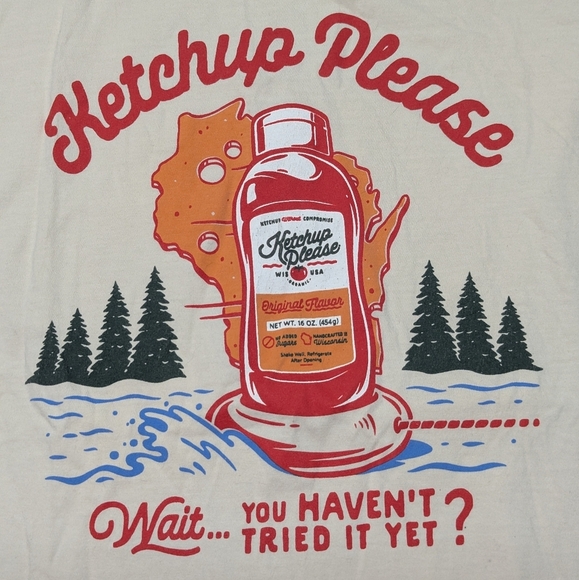 Ketchup Please
KETCHUP WITHOUT COMPROMISE
Ketchup
Please
WIS USA
ORGANIC
Original Flavor
NET WT. 16 OZ. (454g)
NO ADDED
Sugars
HANDCRAFTED IN
Wisconsin
Shake Well. Refrigerate
After Opening
Wait... YOU HAVEN'T
TRIED IT YET?